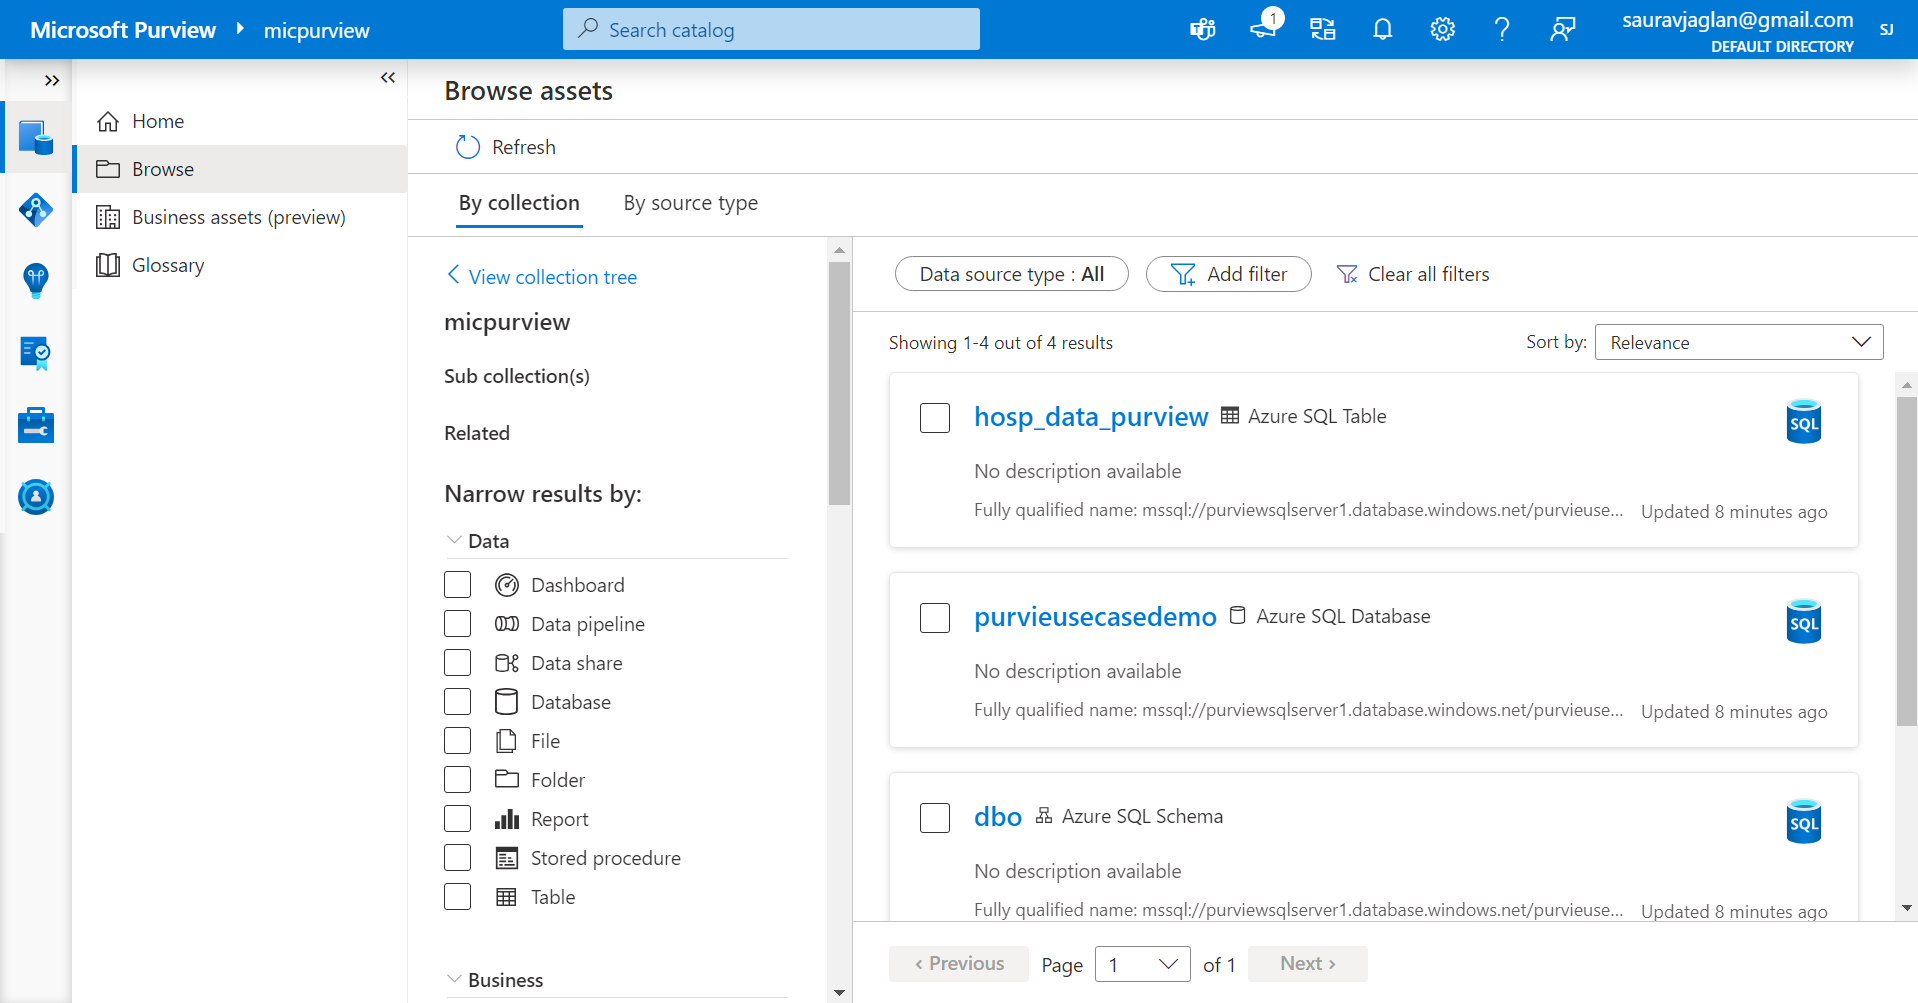 Microsoft Purview
micpurview
Search catalog
1
sauravjaglan@gmail.com
DEFAULT DIRECTORY
SJ
Home
Browse
Business assets (preview)
Glossary
Browse assets
Refresh
By collection
By source type
View collection tree
micpurview
Sub collection(s)
Related
Narrow results by:
Data
Dashboard
Data pipeline
Data share
Database
File
Folder
Report
Stored procedure
Table
Business
Data source type : All
Add filter
Clear all filters
Showing 1-4 out of 4 results
Sort by:
Relevance
hosp_data_purview
Azure SQL Table
SQL
No description available
Fully qualified name: mssql://purviewsqlserver1.database.windows.net/purvieuse...
Updated 8 minutes ago
purvieusecasedemo
Azure SQL Database
SQL
No description available
Fully qualified name: mssql://purviewsqlserver1.database.windows.net/purvieuse...
Updated 8 minutes ago
dbo
Azure SQL Schema
SQL
No description available
Fully qualified name: mssql://purviewsqlserver1.database.windows.net/purvieuse...
Updated 8 minutes ago
‹ Previous
Page
1
of 1
Next ›